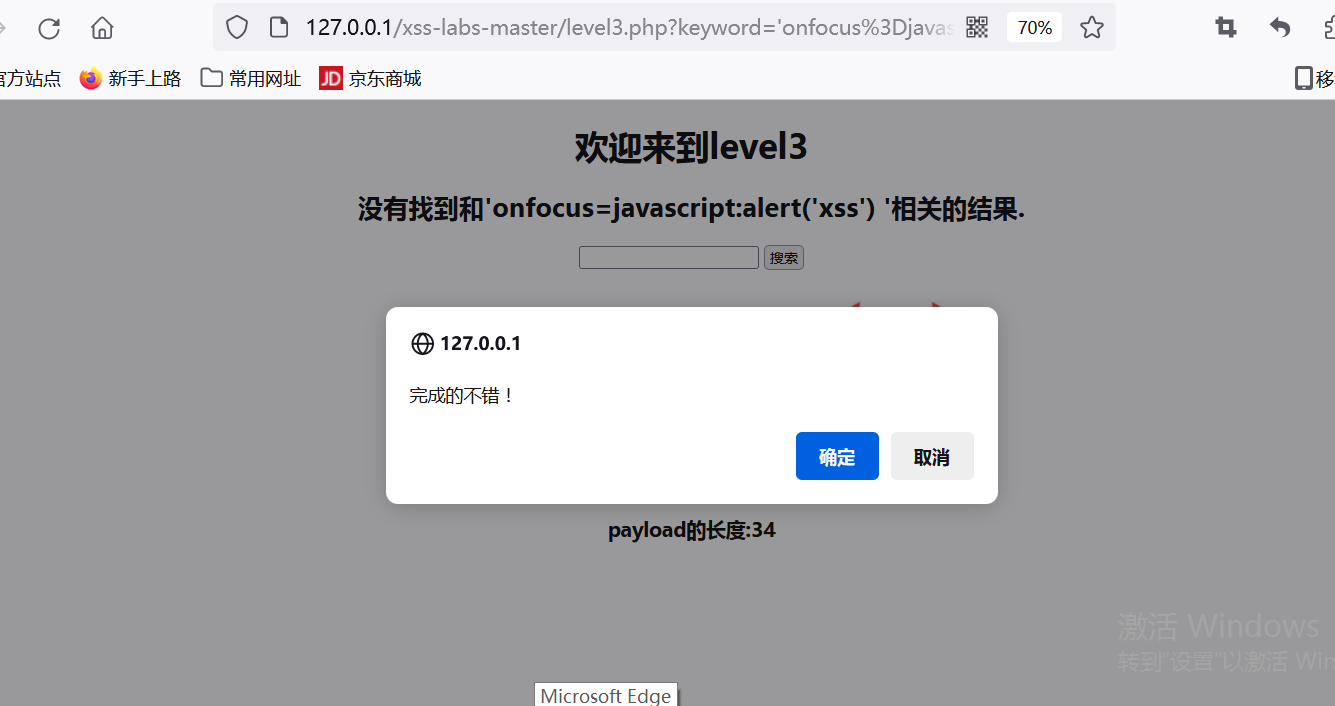 127.0.0.1/xss-labs-master/level3.php?keyword='onfocus%3Djavas
70%
官方站点 新手上路 常用网址 JD 京东商城 移
欢迎来到level3
没有找到和'onfocus=javascript:alert('xss') '相关的结果.
搜索
127.0.0.1
完成的不错！
确定 取消
payload的长度:34
激活 Windows
转到"设置"以激活 Win
Microsoft Edge